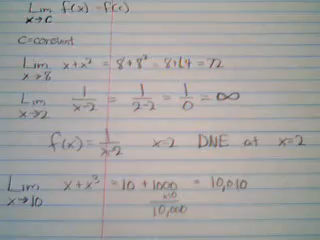 Lim f(x) = f(c)
x→c
c=constant
Lim x+x² = 8+8² = 8+64 = 72
x→8
Lim 1/x-2 = 1/2-2 = 1/0 = ∞
x→2
f(x) = 1/x-2 x=2 DNE at x=2
Lim x+x³ = 10+1000 = 10,010
x→10
10,000